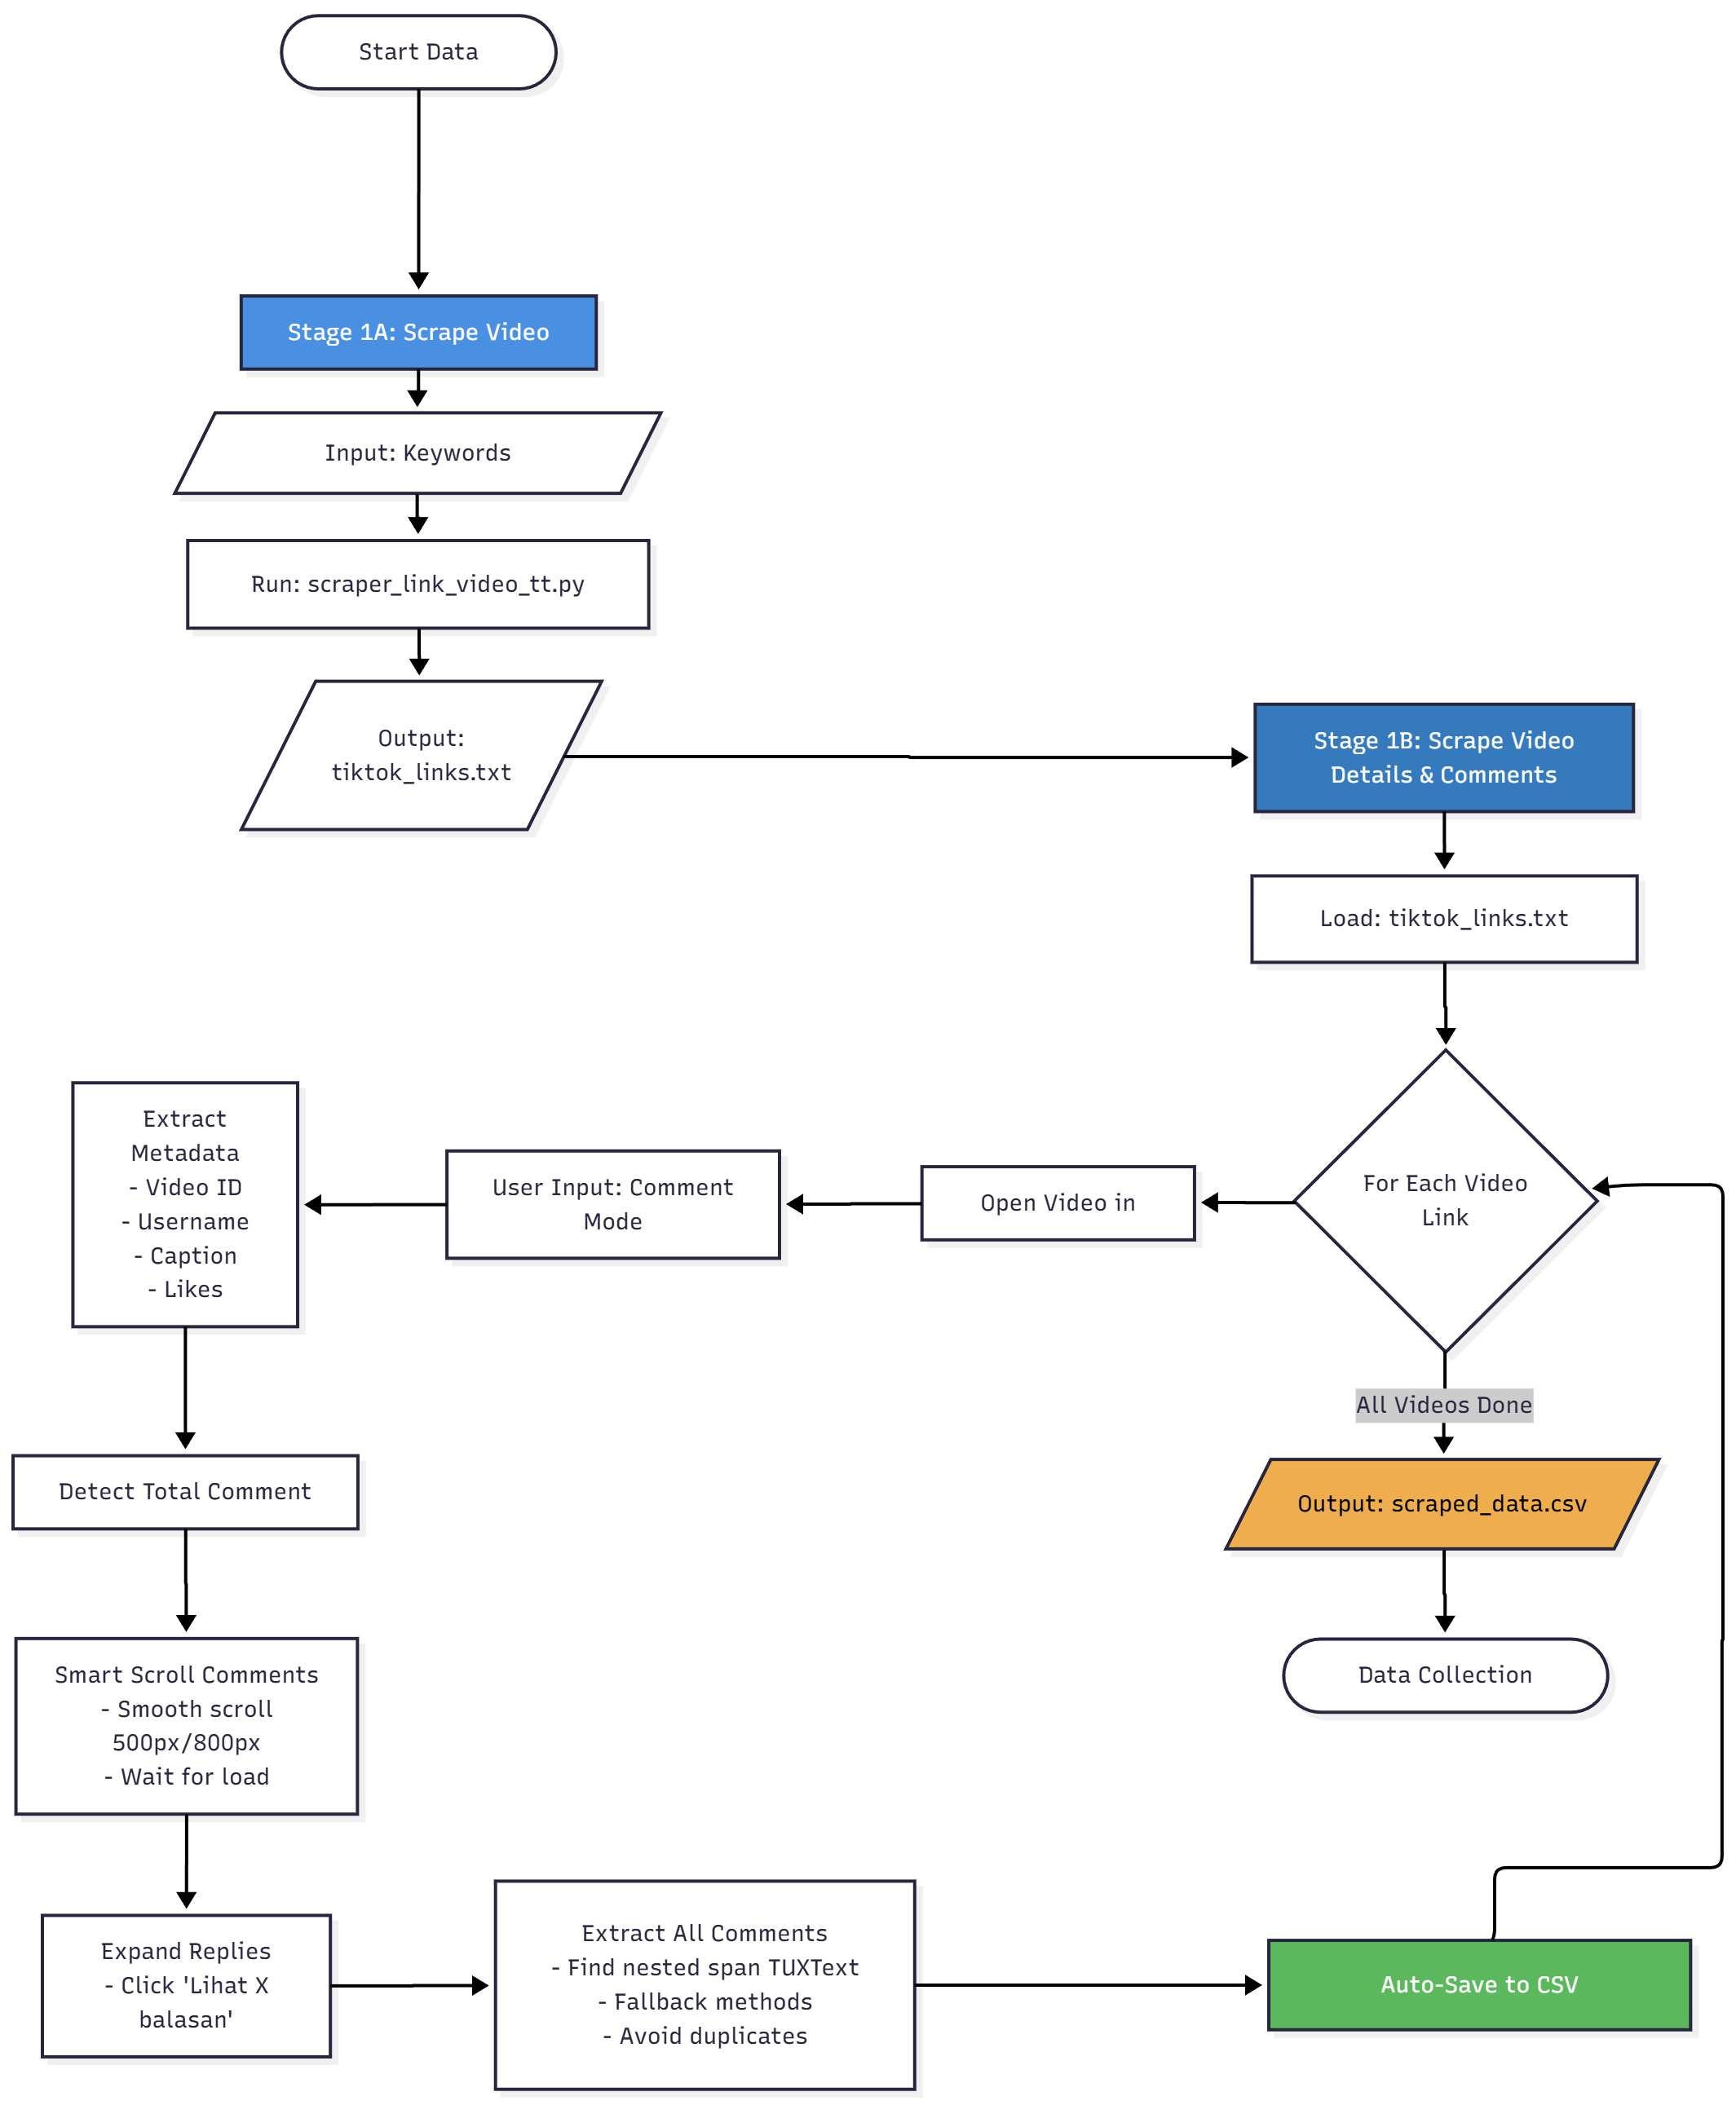 Start Data
Stage 1A: Scrape Video
Input: Keywords
Run: scraper_link_video_tt.py
Output:
tiktok_links.txt
Stage 1B: Scrape Video
Details & Comments
Load: tiktok_links.txt
For Each Video
Link
Open Video in
User Input: Comment
Mode
Extract
Metadata
- Video ID
- Username
- Caption
- Likes
Detect Total Comment
Smart Scroll Comments
- Smooth scroll
500px/800px
- Wait for load
Expand Replies
- Click 'Lihat X
balasan'
Extract All Comments
- Find nested span TUXText
- Fallback methods
- Avoid duplicates
Auto-Save to CSV
All Videos Done
Output: scraped_data.csv
Data Collection